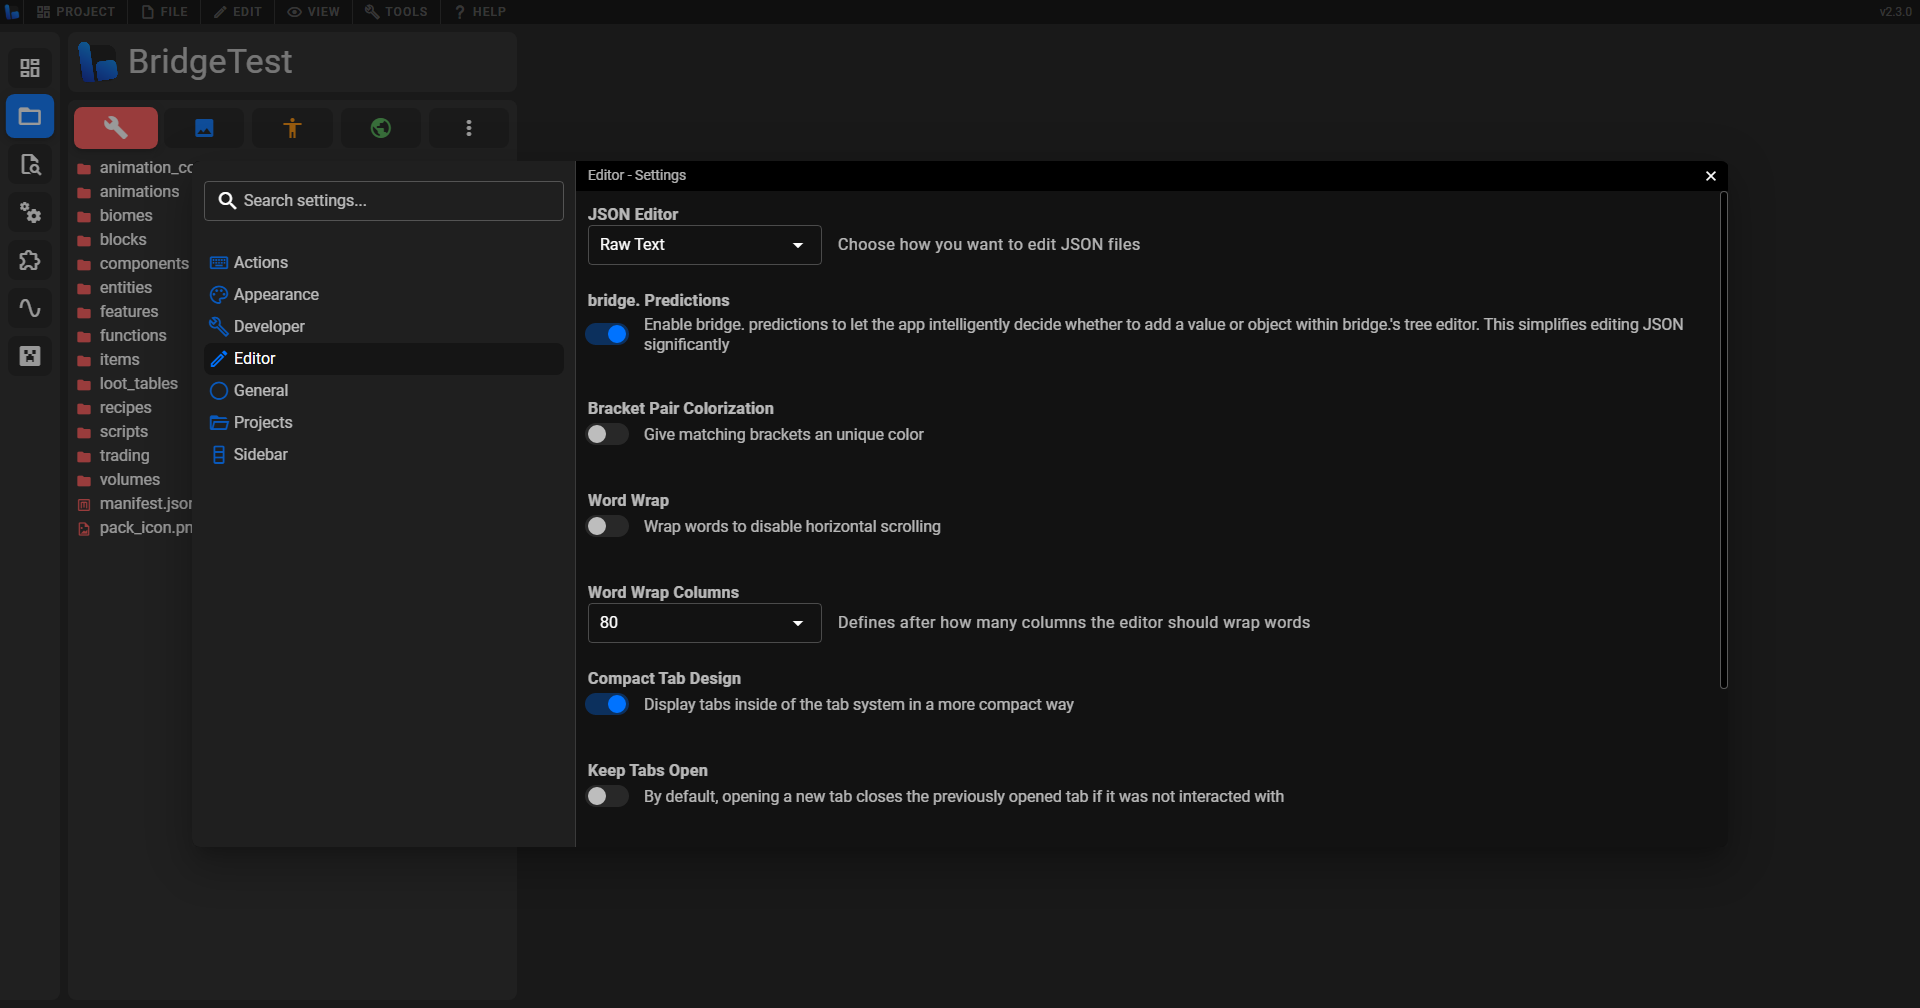 PROJECT
FILE
EDIT
VIEW
TOOLS
HELP
v2.3.0
BridgeTest
animation_cc
animations
biomes
blocks
components
entities
features
functions
items
loot_tables
recipes
scripts
trading
volumes
manifest.json
pack_icon.pn
Search settings...
Actions
Appearance
Developer
Editor
General
Projects
Sidebar
Editor - Settings
JSON Editor
Raw Text
Choose how you want to edit JSON files
bridge. Predictions
Enable bridge. predictions to let the app intelligently decide whether to add a value or object within bridge.'s tree editor. This simplifies editing JSON
significantly
Bracket Pair Colorization
Give matching brackets an unique color
Word Wrap
Wrap words to disable horizontal scrolling
Word Wrap Columns
80
Defines after how many columns the editor should wrap words
Compact Tab Design
Display tabs inside of the tab system in a more compact way
Keep Tabs Open
By default, opening a new tab closes the previously opened tab if it was not interacted with